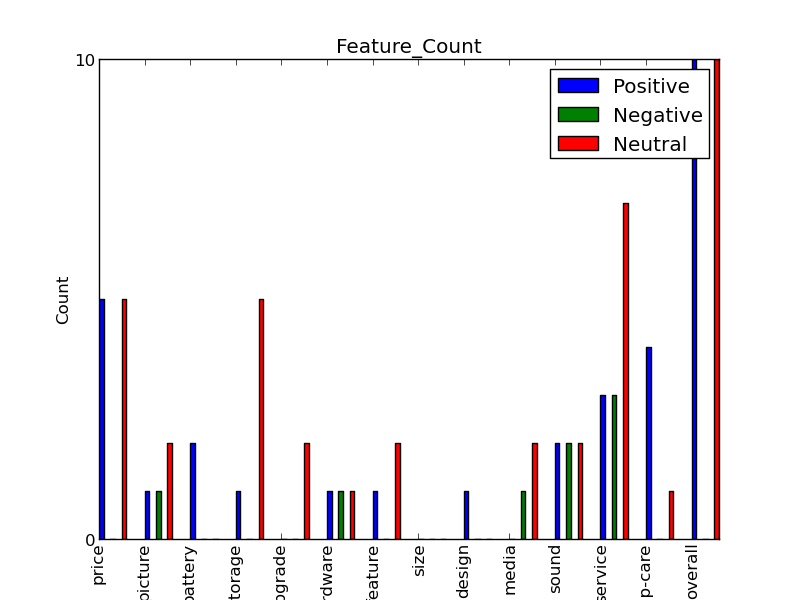 Feature_Count
10
Positive
Negative
Neutral
Count
0
price
picture
battery
torage
pgrade
rdware
feature
size
design
media
sound
service
p-care
overall